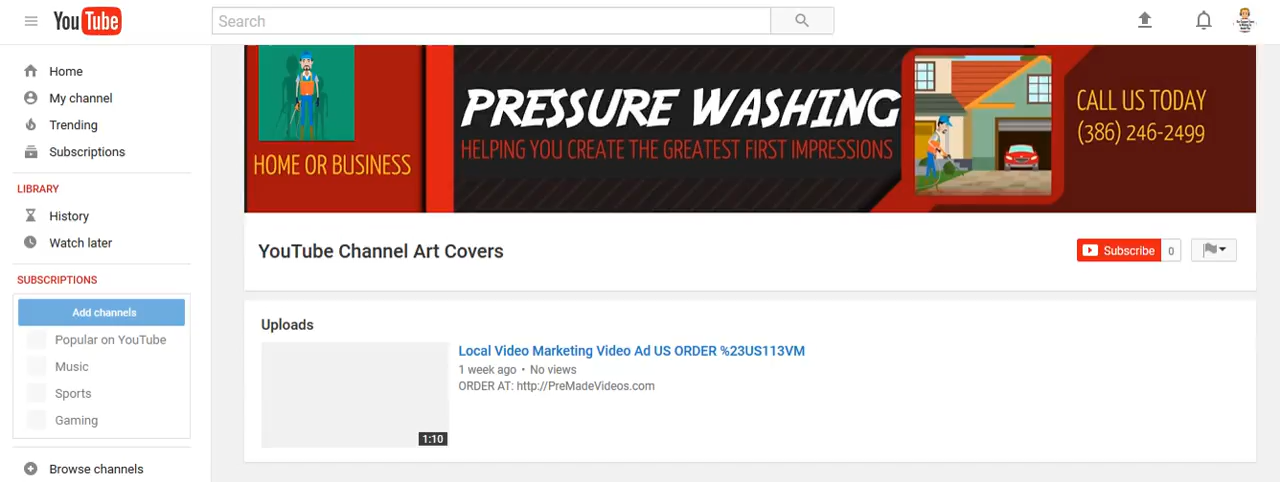 YouTube
Search
Home
My channel
Trending
Subscriptions
LIBRARY
History
Watch later
SUBSCRIPTIONS
Add channels
Popular on YouTube
Music
Sports
Gaming
Browse channels
HOME OR BUSINESS
PRESSURE WASHING
HELPING YOU CREATE THE GREATEST FIRST IMPRESSIONS
CALL US TODAY
(386) 246-2499
YouTube Channel Art Covers
Subscribe 0
Uploads
Local Video Marketing Video Ad US ORDER %23US113VM
1 week ago • No views
ORDER AT: http://PreMadeVideos.com
1:10